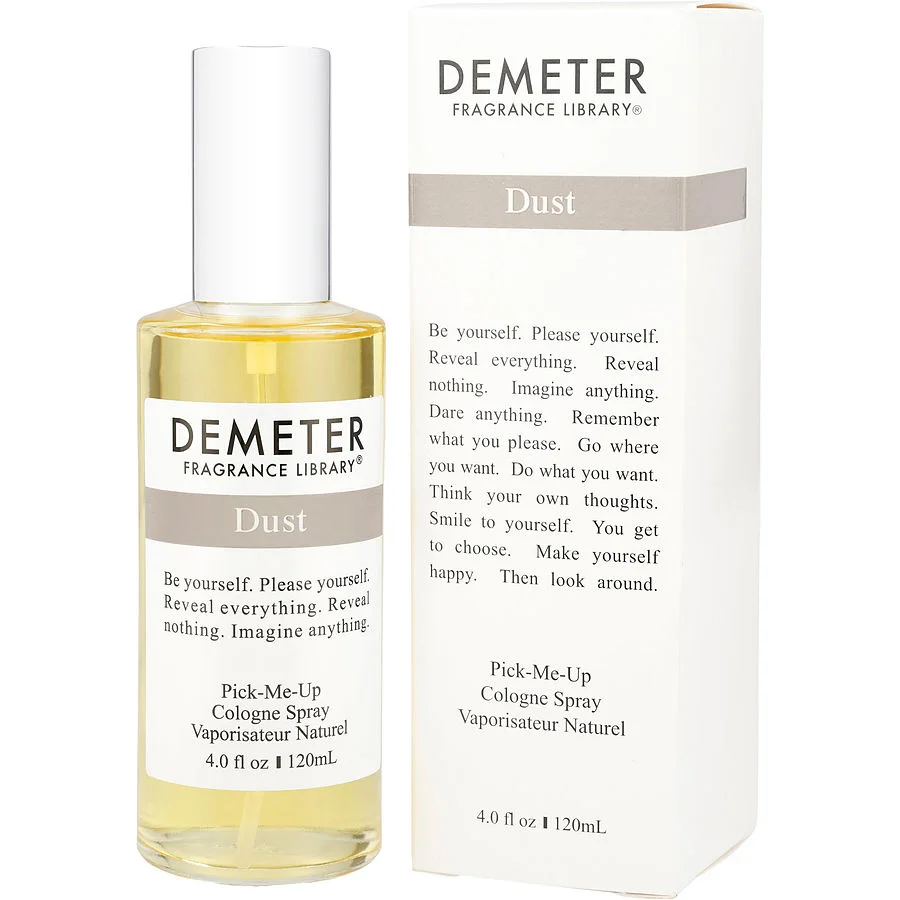 DEMETER
FRAGRANCE LIBRARY®
Dust
Be yourself. Please yourself.
Reveal everything. Reveal
nothing. Imagine anything.
Pick-Me-Up
Cologne Spray
Vaporisateur Naturel
4.0 fl oz 120mL
DEMETER
FRAGRANCE LIBRARY®
Dust
Be yourself. Please yourself.
Reveal everything. Reveal
nothing. Imagine anything.
Dare anything. Remember
what you please. Go where
you want. Do what you want.
Think your own thoughts.
Smile to yourself. You get
to choose. Make yourself
happy. Then look around.
Pick-Me-Up
Cologne Spray
Vaporisateur Naturel
4.0 fl oz 120mL